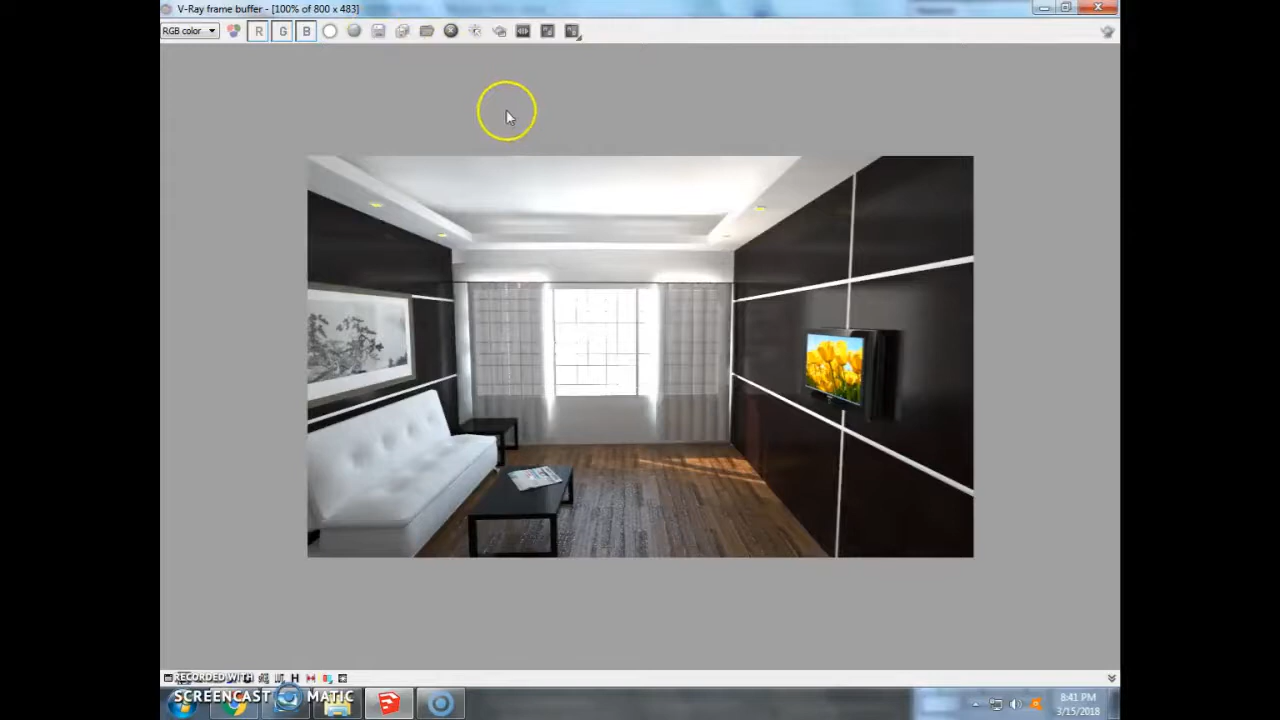 V-Ray frame buffer - [100% of 800 x 483]
RGB color
R
G
B
H
RECORDED WITH
SCREENCAST
MATIC
8:41 PM
3/15/2018